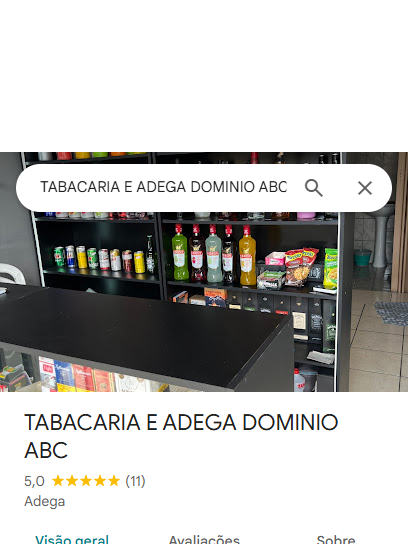 TABACARIA E ADEGA DOMINIO ABC
TABACARIA E ADEGA DOMINIO
ABC
5,0 (11)
Adega
Visão geral Avaliações Sobre